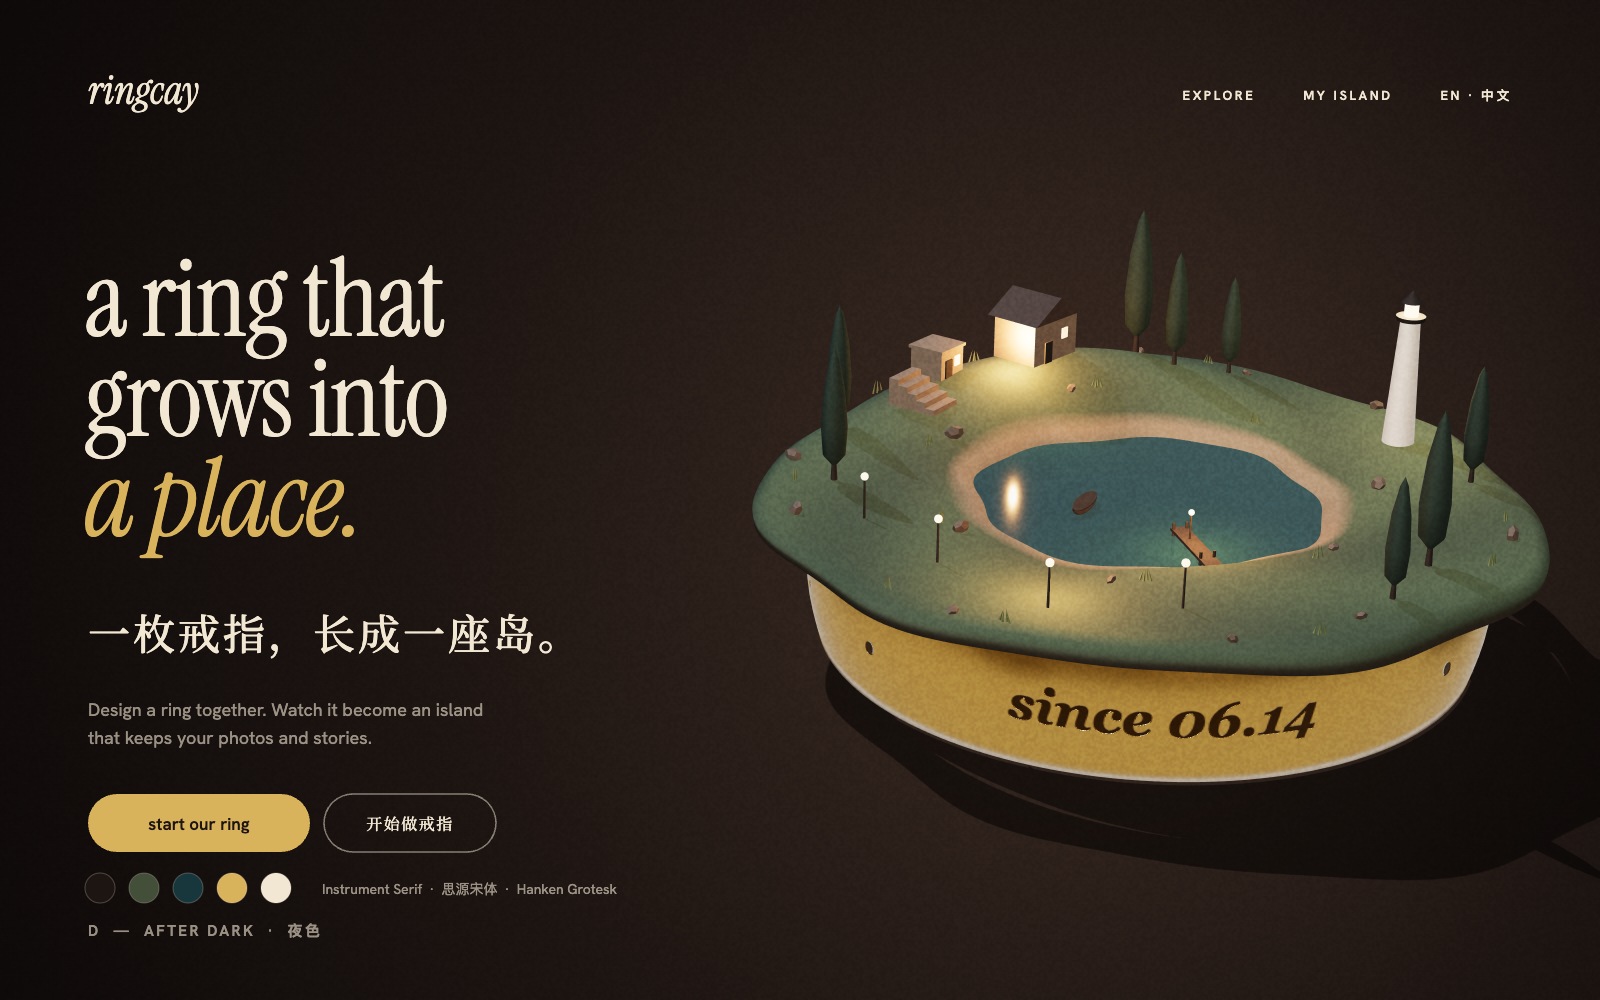 ringcay
EXPLORE
MY ISLAND
EN · 中文
a ring that
grows into
a place.
一枚戒指，长成一座岛。
Design a ring together. Watch it become an island
that keeps your photos and stories.
start our ring
开始做戒指
since 06.14
Instrument Serif · 思源宋体 · Hanken Grotesk
D — AFTER DARK · 夜色